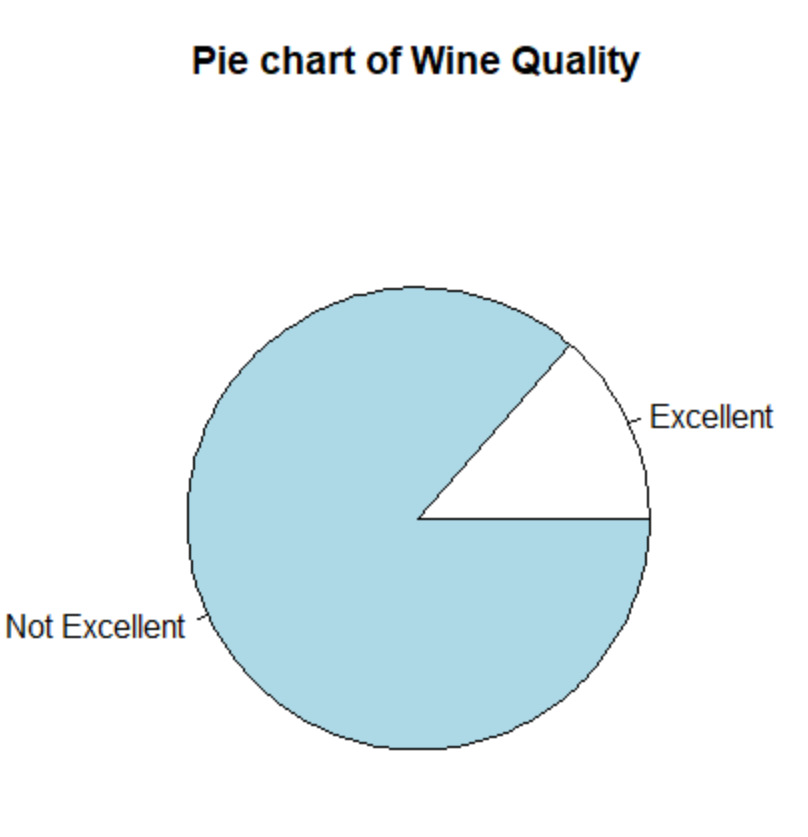 Pie chart of Wine Quality
Excellent
Not Excellent